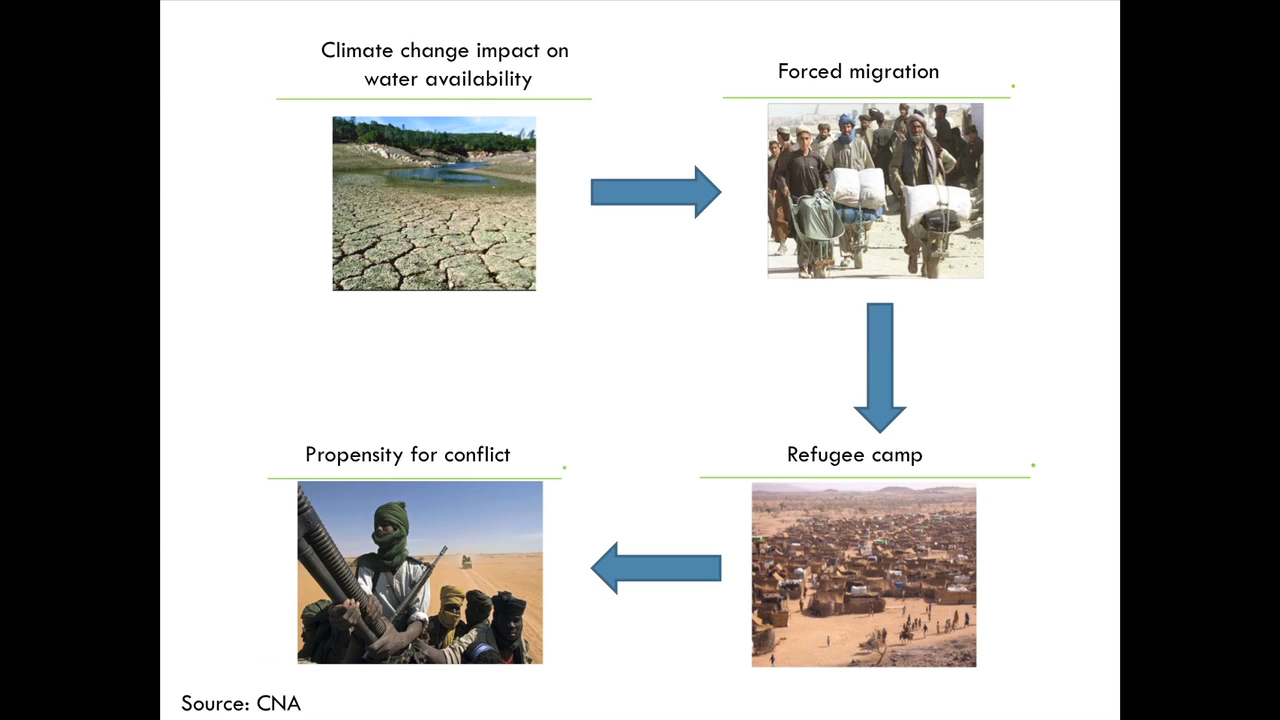 Climate change impact on
water availability
Forced migration
.
Propensity for conflict
.
Refugee camp
.
Source: CNA